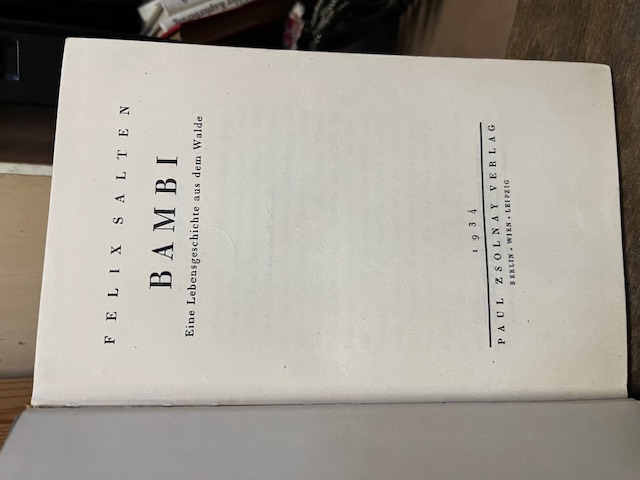 FELIX SALTEN
BAMBI
Eine Lebensgeschichte aus dem Walde
1934
PAUL ZSOLNAY VERLAG
BERLIN · WIEN · LEIPZIG